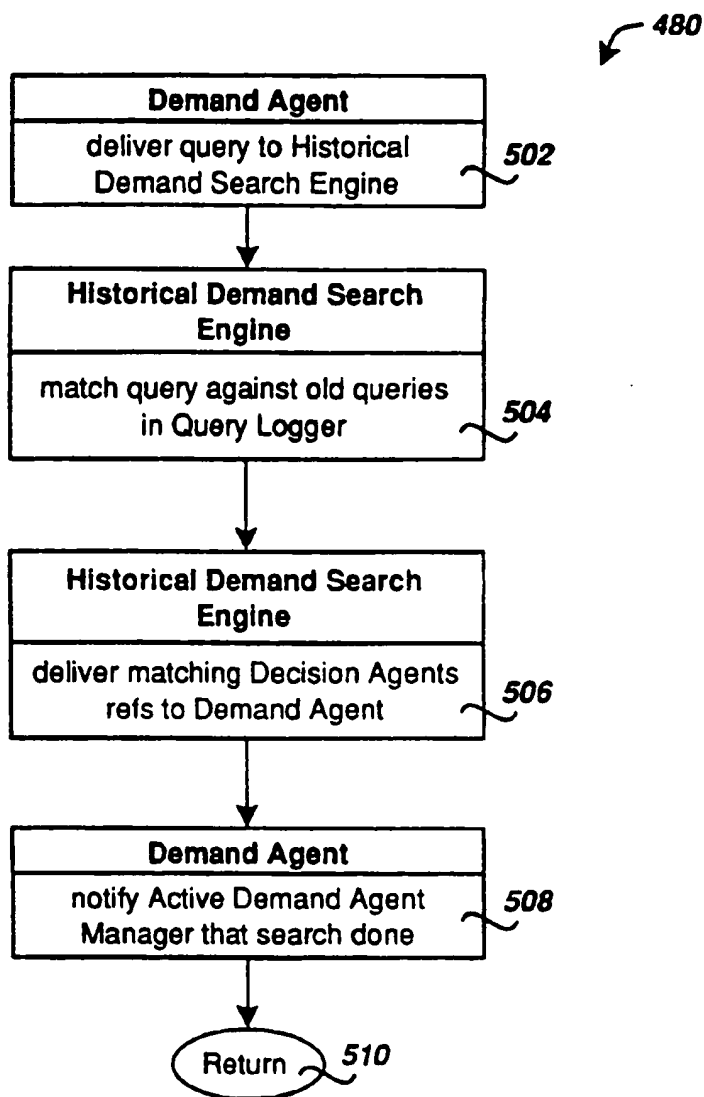 480
Demand Agent
deliver query to Historical
Demand Search Engine
502
Historical Demand Search
Engine
match query against old queries
in Query Logger
504
Historical Demand Search
Engine
deliver matching Decision Agents
refs to Demand Agent
506
Demand Agent
notify Active Demand Agent
Manager that search done
508
Return
510